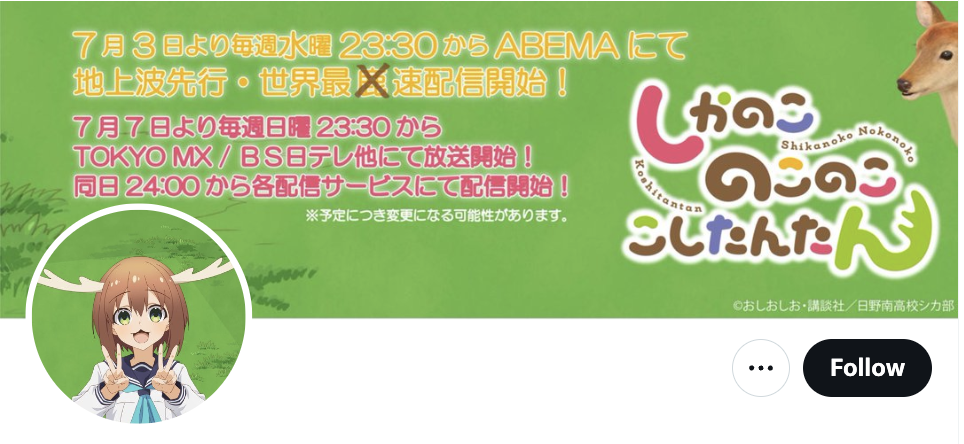 7月3日より毎週水曜 23:30 から ABEMA にて
地上波先行・世界最鹿速配信開始！
7月7日より毎週日曜 23:30 から
TOKYO MX / BS日テレ他にて放送開始！
同日 24:00 から各配信サービスにて配信開始！
※予定につき変更になる可能性があります。
しかのこ
Shikanoko Nokonoko
のこのこ
Koshitantan
こしたんたん
©おしおしお・講談社／日野南高校シカ部
Follow